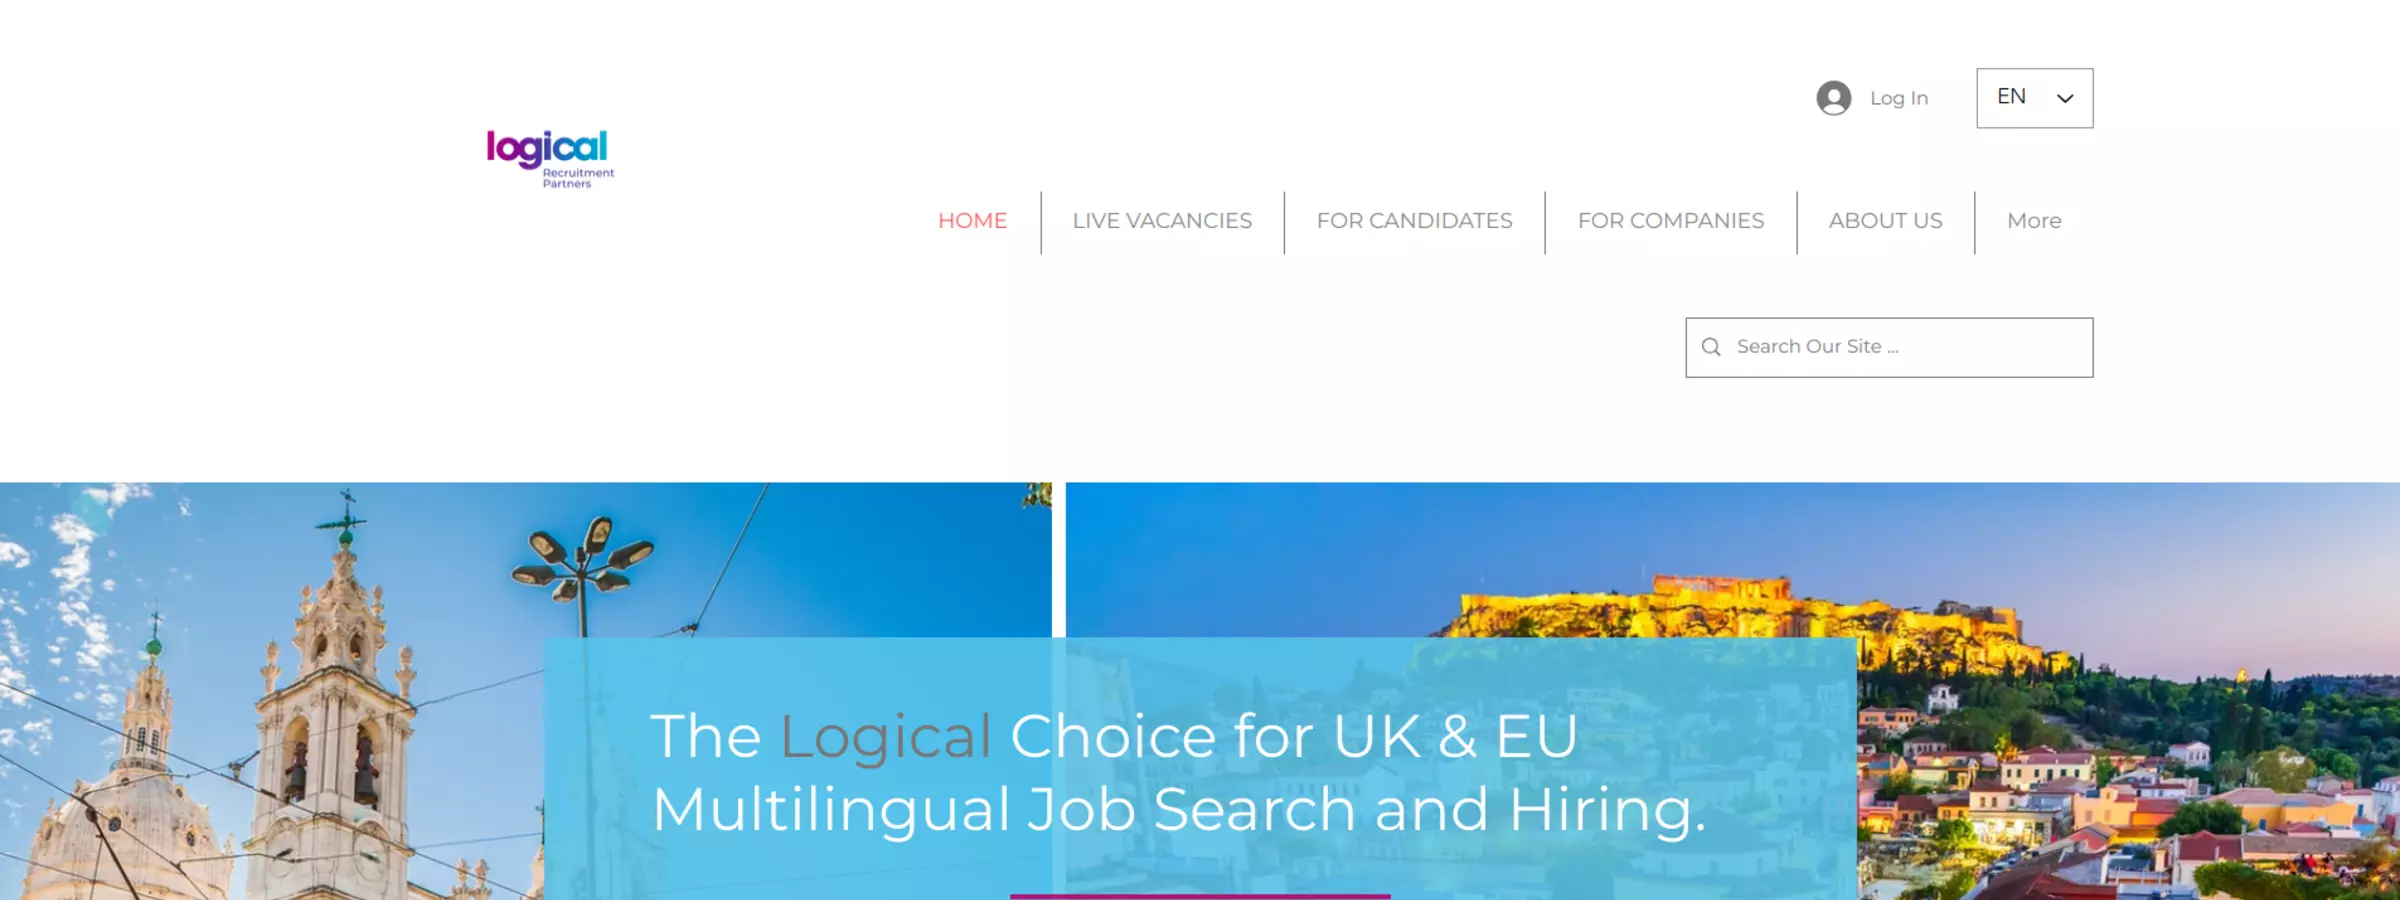 Log In
EN
logical
Recruitment
Partners
HOME
LIVE VACANCIES
FOR CANDIDATES
FOR COMPANIES
ABOUT US
More
Search Our Site ...
The Logical Choice for UK & EU
Multilingual Job Search and Hiring.